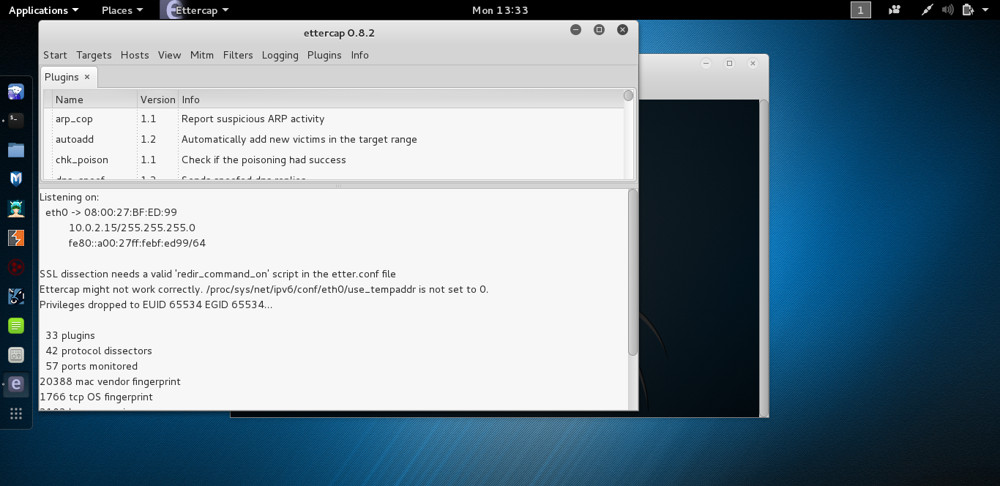 Applications Places Ettercap Mon 13:33 1
ettercap 0.8.2
Start Targets Hosts View Mitm Filters Logging Plugins Info
Plugins ×
Name Version Info
arp_cop 1.1 Report suspicious ARP activity
autoadd 1.2 Automatically add new victims in the target range
chk_poison 1.1 Check if the poisoning had success
Listening on:
eth0 -> 08:00:27:BF:ED:99
10.0.2.15/255.255.255.0
fe80::a00:27ff:febf:ed99/64
SSL dissection needs a valid 'redir_command_on' script in the etter.conf file
Ettercap might not work correctly. /proc/sys/net/ipv6/conf/eth0/use_tempaddr is not set to 0.
Privileges dropped to EUID 65534 EGID 65534...
33 plugins
42 protocol dissectors
57 ports monitored
20388 mac vendor fingerprint
1766 tcp OS fingerprint